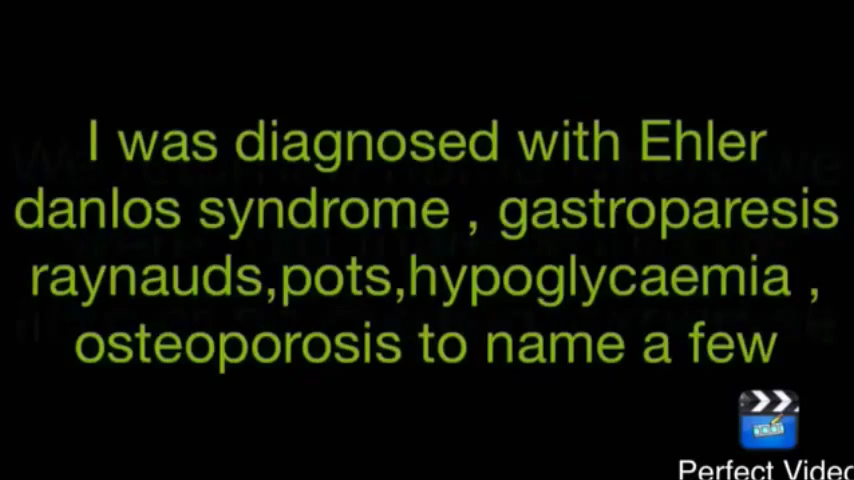 I was diagnosed with Ehler
danlos syndrome , gastroparesis
raynauds,pots,hypoglycaemia ,
osteoporosis to name a few
Perfect Video